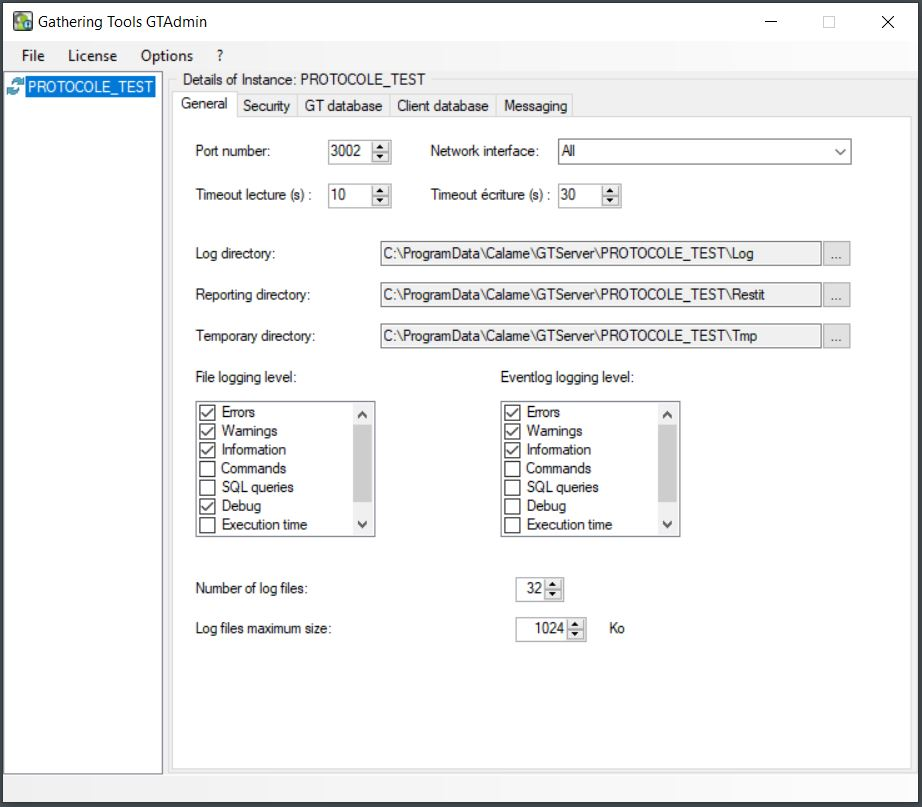 Gathering Tools GTAdmin
File License Options ?
PROTOCOLE_TEST
Details of Instance: PROTOCOLE_TEST
General Security GT database Client database Messaging
Port number: 3002 Network interface: All
Timeout lecture (s) : 10 Timeout écriture (s) : 30
Log directory: C:\ProgramData\Calame\GTServer\PROTOCOLE_TEST\Log ...
Reporting directory: C:\ProgramData\Calame\GTServer\PROTOCOLE_TEST\Restit ...
Temporary directory: C:\ProgramData\Calame\GTServer\PROTOCOLE_TEST\Tmp ...
File logging level: Eventlog logging level:
Errors Errors
Warnings Warnings
Information Information
Commands Commands
SQL queries SQL queries
Debug Debug
Execution time Execution time
Number of log files: 32
Log files maximum size: 1024 Ko